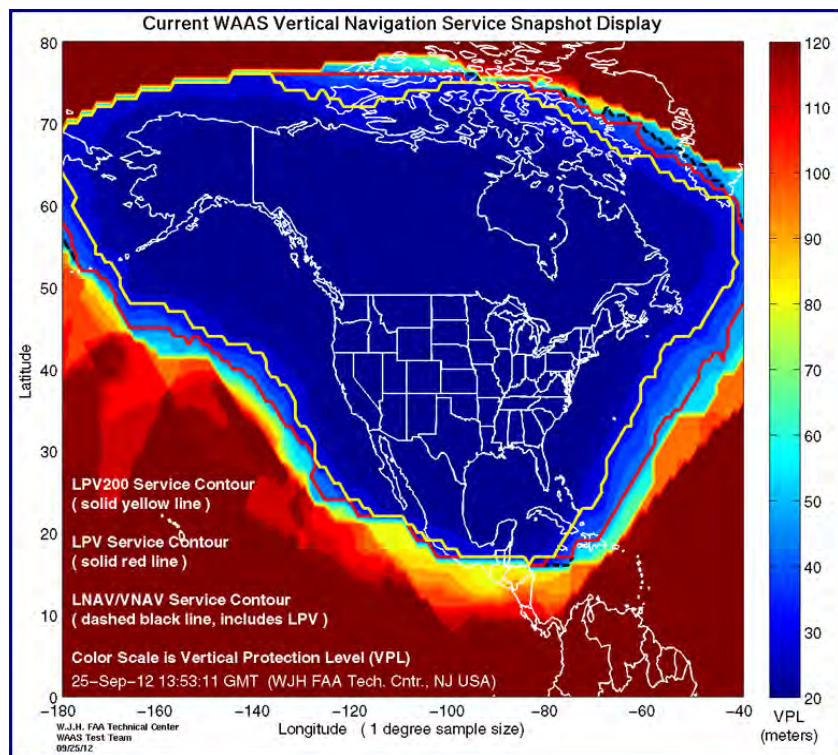 Current WAAS Vertical Navigation Service Snapshot Display
80
70
60
50
40
30
20
10
0
Latitude
LPV200 Service Contour
( solid yellow line )
LPV Service Contour
( solid red line )
LNAV/VNAV Service Contour
( dashed black line, includes LPV )
Color Scale is Vertical Protection Level (VPL)
25-Sep-12 13:53:11 GMT (WJH FAA Tech. Cntr., NJ USA)
-180 -160 -140 -120 -100 -80 -60 -40
Longitude ( 1 degree sample size)
W.J.H. FAA Technical Center
WAAS Test Team
09/25/12
120
110
100
90
80
70
60
50
40
30
20
VPL
(meters)